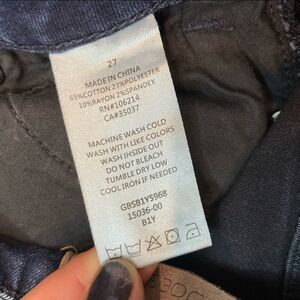 27
MADE IN CHINA
65%COTTON 23%POLYESTER
10%RAYON 2%SPANDEX
RN#106214
CA#35037
MACHINE WASH COLD
WASH WITH LIKE COLORS
WASH INSIDE OUT
DO NOT BLEACH
TUMBLE DRY LOW
COOL IRON IF NEEDED
GBSB1Y5968
15036-00
B1Y